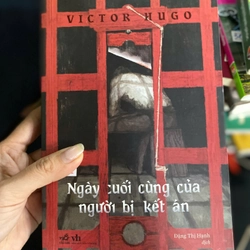 VICTOR HUGO
Ngày cuối cùng của
người bị kết án
Đặng Thị Hạnh
dịch